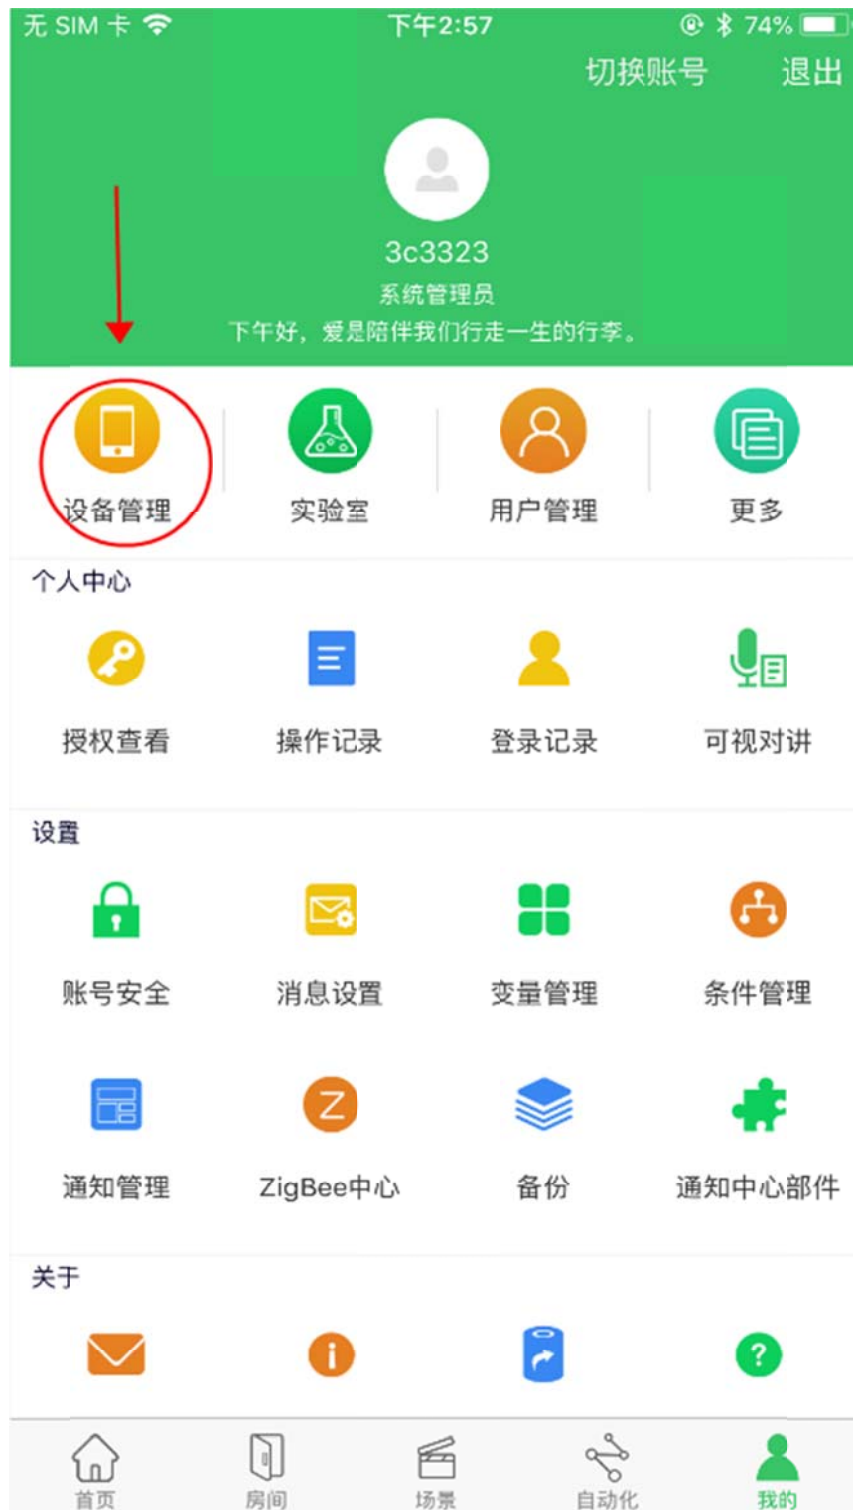 无 SIM 卡 下午2:57 74%
切换账号 退出
3c3323
系统管理员
下午好，爱是陪伴我们行走一生的行李。
设备管理 实验室 用户管理 更多
个人中心
授权查看 操作记录 登录记录 可视对讲
设置
账号安全 消息设置 变量管理 条件管理
Z
通知管理 ZigBee中心 备份 通知中心部件
关于
i ?
首页 房间 场景 自动化 我的